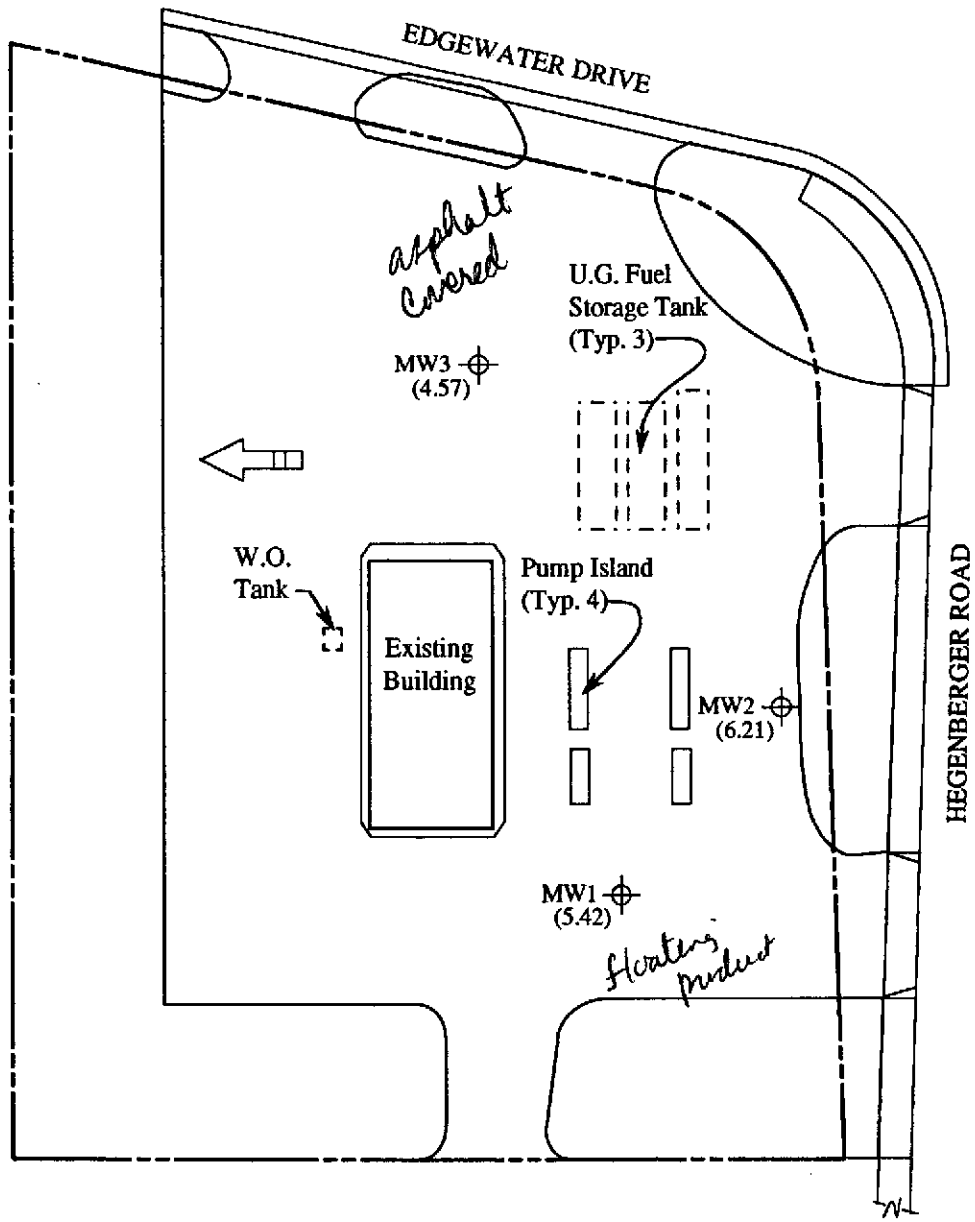 EDGEWATER DRIVE
asphalt
covered
U.G. Fuel
Storage Tank
(Typ. 3)
MW3
(4.57)
W.O.
Tank
Existing
Building
Pump Island
(Typ. 4)
MW2
(6.21)
HEGENBERGER ROAD
MW1
(5.42)
floating
product